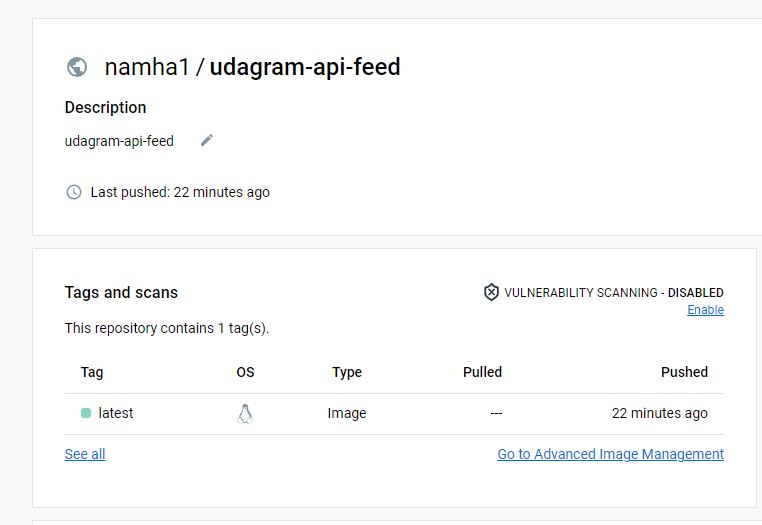 namha1 / udagram-api-feed
Description
udagram-api-feed
Last pushed: 22 minutes ago
Tags and scans
VULNERABILITY SCANNING - DISABLED
Enable
This repository contains 1 tag(s).
Tag OS Type Pulled Pushed
latest Image --- 22 minutes ago
See all Go to Advanced Image Management